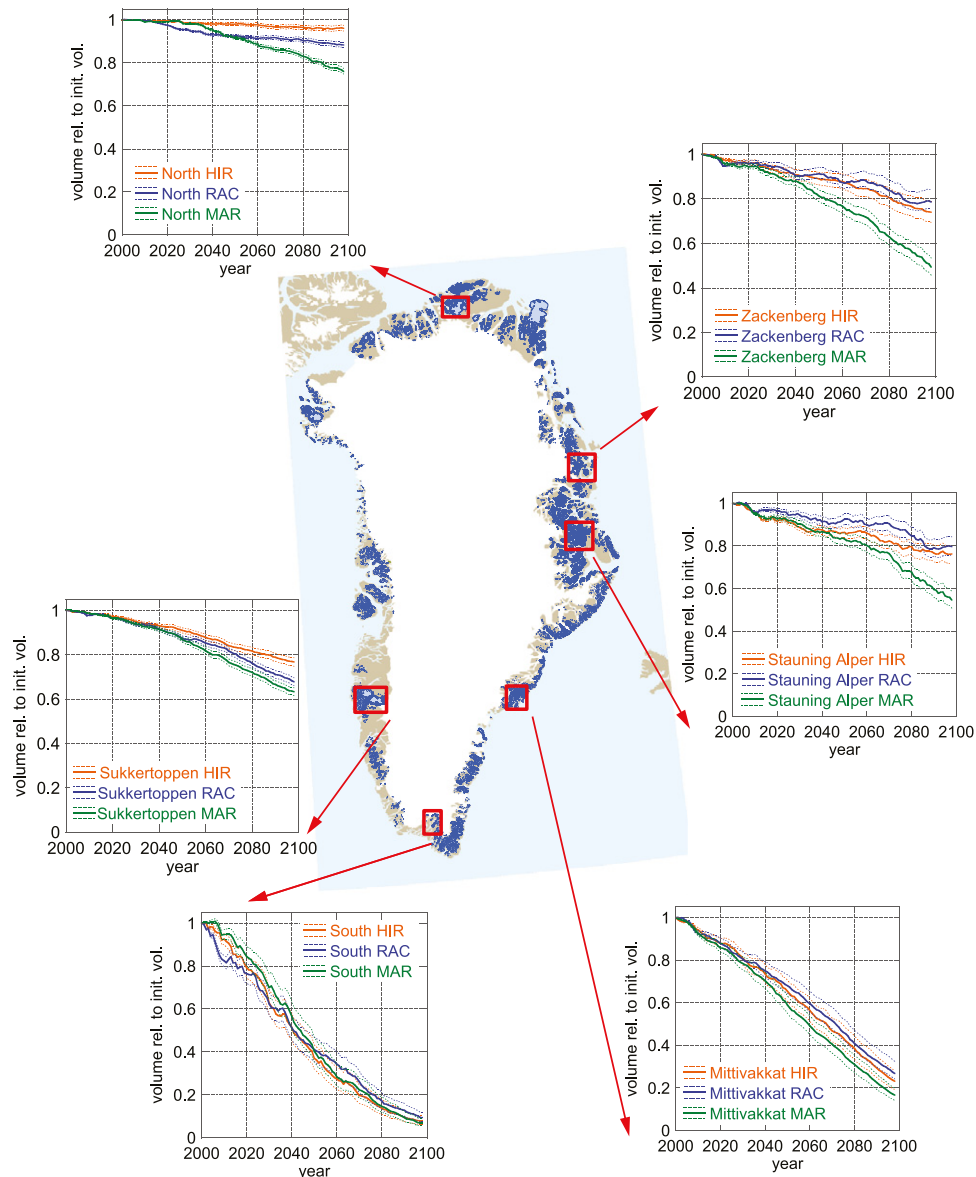 volume rel. to init. vol.
1
0.8
0.6
0.4
0.2
0
North HIR
North RAC
North MAR
2000 2020 2040 2060 2080 2100
year
volume rel. to init. vol.
1
0.8
0.6
0.4
0.2
0
Zackenberg HIR
Zackenberg RAC
Zackenberg MAR
2000 2020 2040 2060 2080 2100
year
volume rel. to init. vol.
1
0.8
0.6
0.4
0.2
0
Stauning Alper HIR
Stauning Alper RAC
Stauning Alper MAR
2000 2020 2040 2060 2080 2100
year
volume rel. to init. vol.
1
0.8
0.6
0.4
0.2
0
Sukkertoppen HIR
Sukkertoppen RAC
Sukkertoppen MAR
2000 2020 2040 2060 2080 2100
year
volume rel. to init. vol.
1
0.8
0.6
0.4
0.2
0
South HIR
South RAC
South MAR
2000 2020 2040 2060 2080 2100
year
volume rel. to init. vol.
1
0.8
0.6
0.4
0.2
0
Mittivakkat HIR
Mittivakkat RAC
Mittivakkat MAR
2000 2020 2040 2060 2080 2100
year